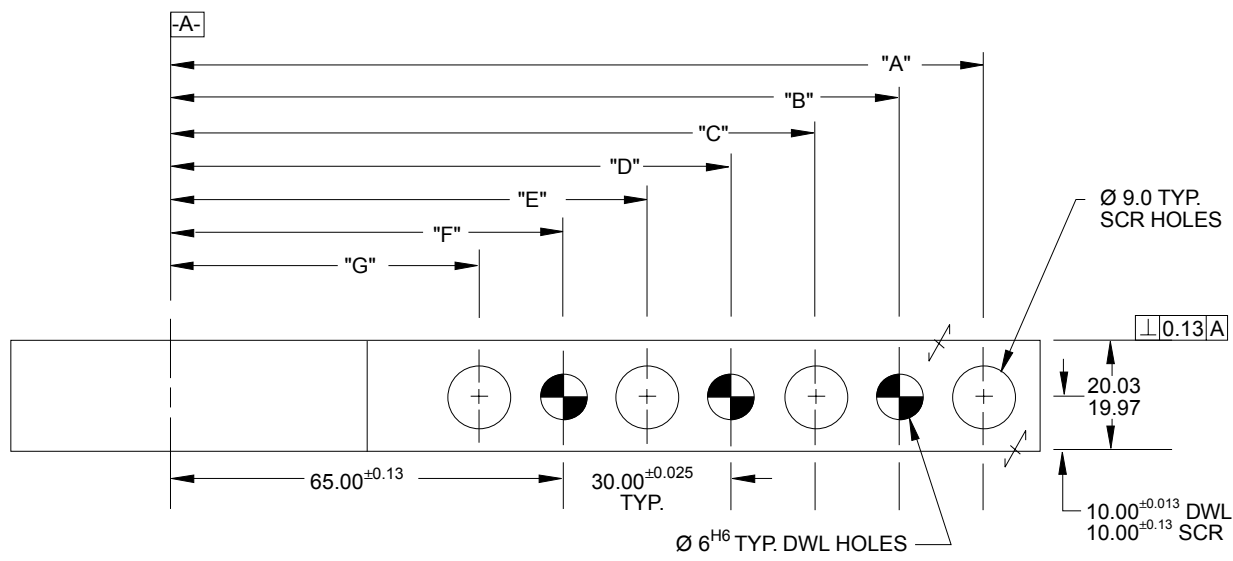 -A-
"A"
"B"
"C"
"D"
"E"
"F"
"G"
Ø 9.0 TYP.
SCR HOLES
⊥ 0.13 A
20.03
19.97
65.00±0.13
30.00±0.025
TYP.
10.00±0.013 DWL
10.00±0.13 SCR
Ø 6H6 TYP. DWL HOLES